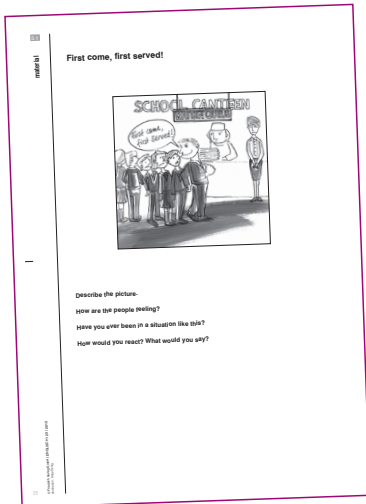 material
First come, first served!
SCHOOL CANTEEN
First come,
first served!
Describe the picture-
How are the people feeling?
Have you ever been in a situation like this?
How would you react? What would you say?